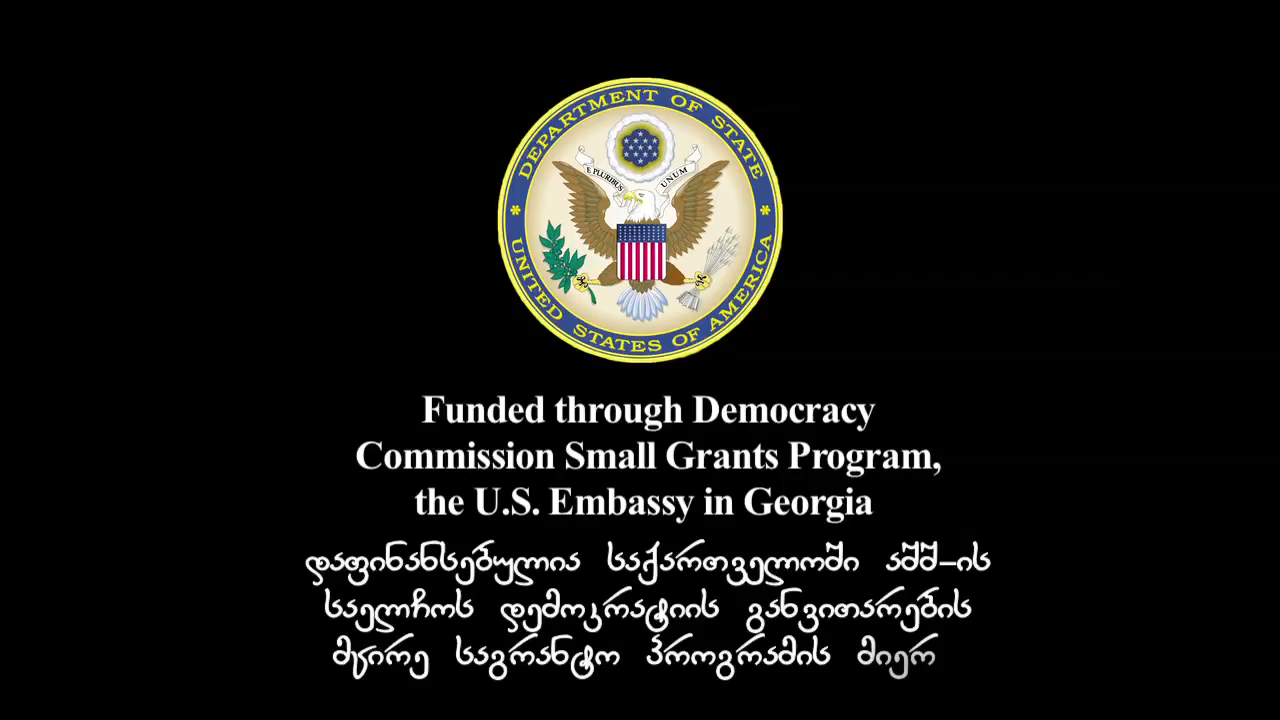 DEPARTMENT OF STATE
E PLURIBUS UNUM
UNITED STATES OF AMERICA
Funded through Democracy
Commission Small Grants Program,
the U.S. Embassy in Georgia
დაფინანსებულია საქართველოში აშშ-ის
საელჩოს დემოკრატიის განვითარების
მცირე საგრანტო პროგრამის მიერ